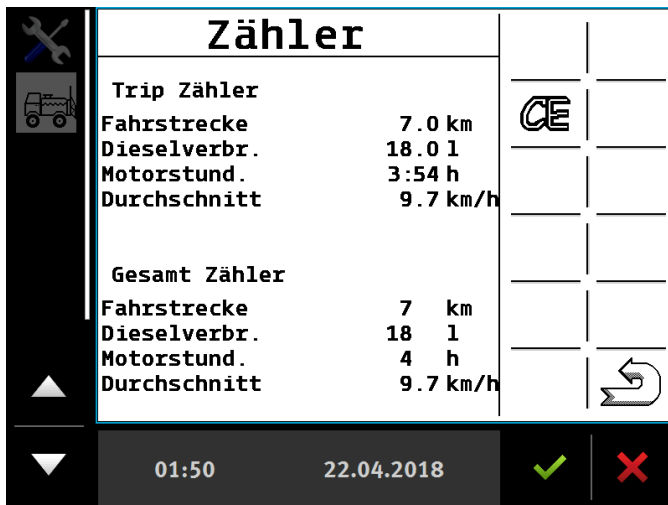 Zähler
Trip Zähler
Fahrstrecke 7.0 km
CE
Dieselverbr. 18.0 l
Motorstund. 3:54 h
Durchschnitt 9.7 km/h
Gesamt Zähler
Fahrstrecke 7 km
Dieselverbr. 18 l
Motorstund. 4 h
Durchschnitt 9.7 km/h
01:50 22.04.2018